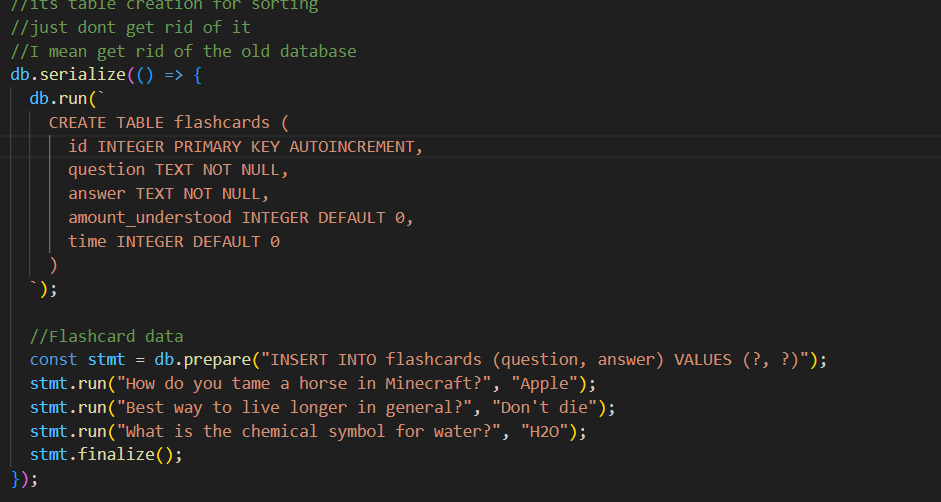 //its table creation for sorting
//just dont get rid of it
//I mean get rid of the old database
db.serialize(() => {
  db.run(`
    CREATE TABLE flashcards (
      id INTEGER PRIMARY KEY AUTOINCREMENT,
      question TEXT NOT NULL,
      answer TEXT NOT NULL,
      amount_understood INTEGER DEFAULT 0,
      time INTEGER DEFAULT 0
    )
  `);

  //Flashcard data
  const stmt = db.prepare("INSERT INTO flashcards (question, answer) VALUES (?, ?)");
  stmt.run("How do you tame a horse in Minecraft?", "Apple");
  stmt.run("Best way to live longer in general?", "Don't die");
  stmt.run("What is the chemical symbol for water?", "H2O");
  stmt.finalize();
});